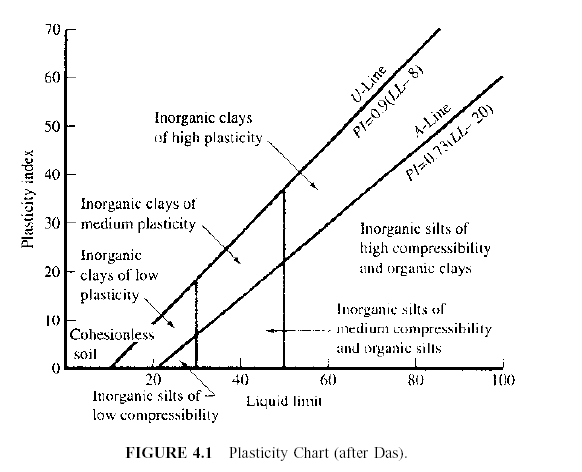 70
60
50
40
30
20
10
0
Plasticity index
Inorganic clays
of high plasticity
Inorganic clays of
medium plasticity
Inorganic
clays of low
plasticity
Cohesionless
soil
U-Line
PI=0.9(LL-8)
A-Line
PI=0.73(LL-20)
Inorganic silts of
high compressibility
and organic clays
Inorganic silts of
medium compressibility
and organic silts
20
40
60
80
100
Inorganic silts of
low compressibility
Liquid limit
FIGURE 4.1 Plasticity Chart (after Das).